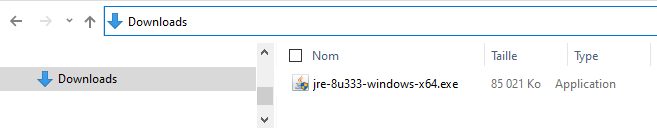 Downloads
Nom Taille Type
Downloads
jre-8u333-windows-x64.exe 85 021 Ko Application